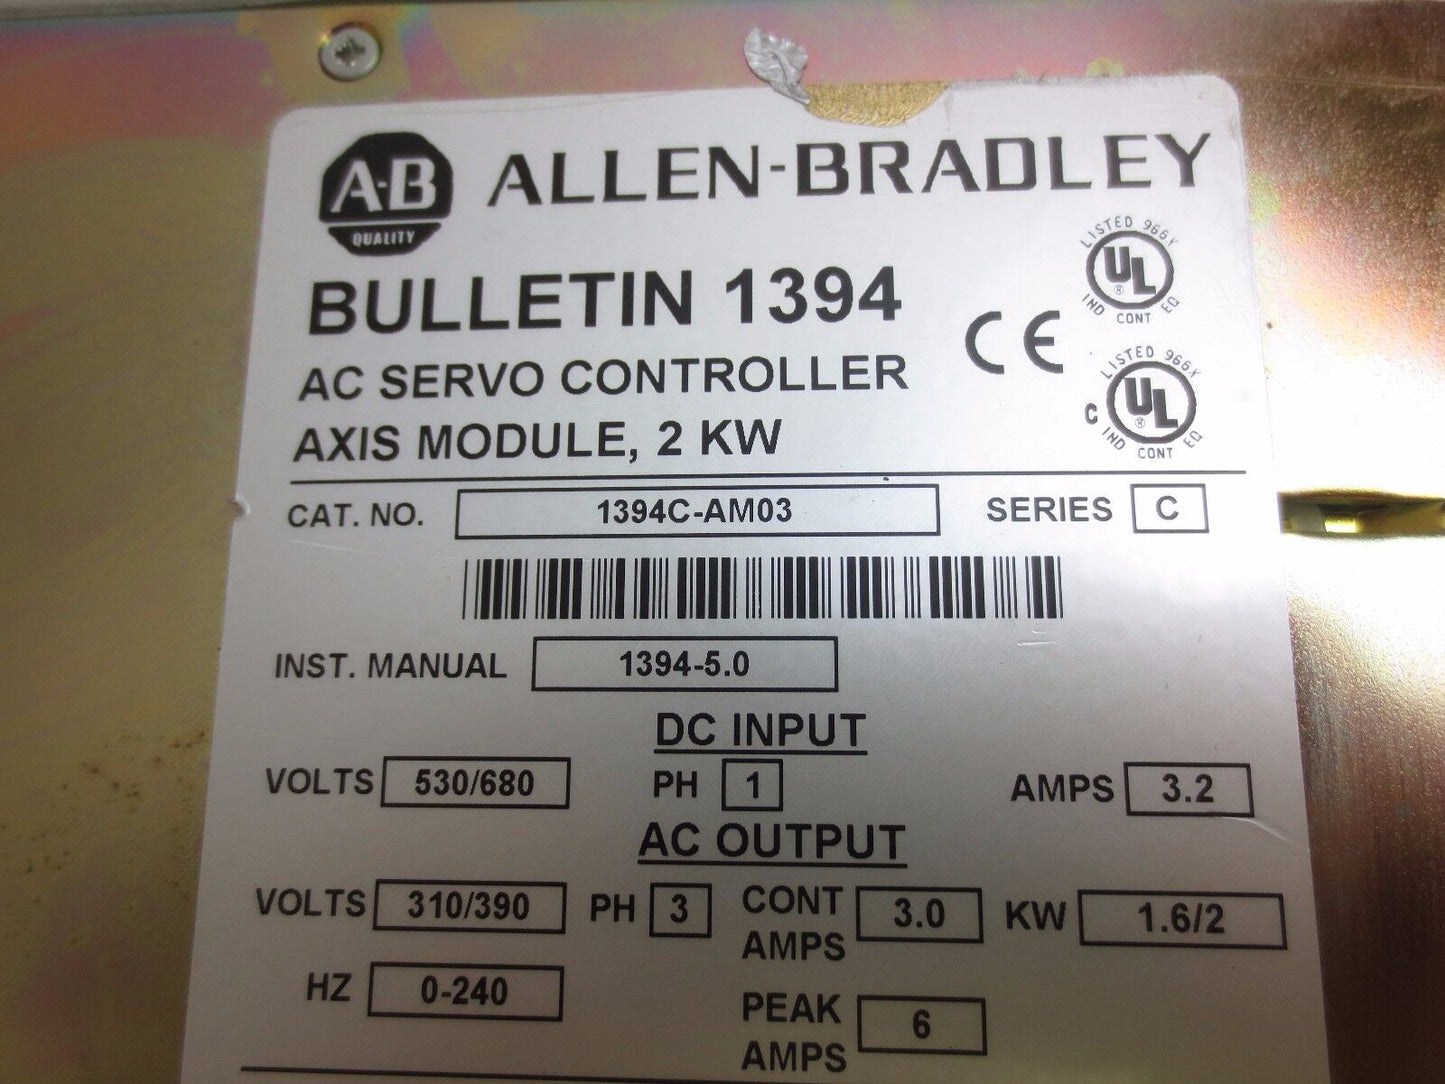 A-B
QUALITY
ALLEN-BRADLEY
BULLETIN 1394
AC SERVO CONTROLLER
AXIS MODULE, 2 KW
CE
LISTED 966X
UL
®
IND CONT EQ
LISTED 966X
C UL
®
IND CONT EQ
CAT. NO. 1394C-AM03 SERIES C
INST. MANUAL 1394-5.0
DC INPUT
VOLTS 530/680 PH 1 AMPS 3.2
AC OUTPUT
VOLTS 310/390 PH 3 CONT AMPS 3.0 KW 1.6/2
HZ 0-240 PEAK AMPS 6